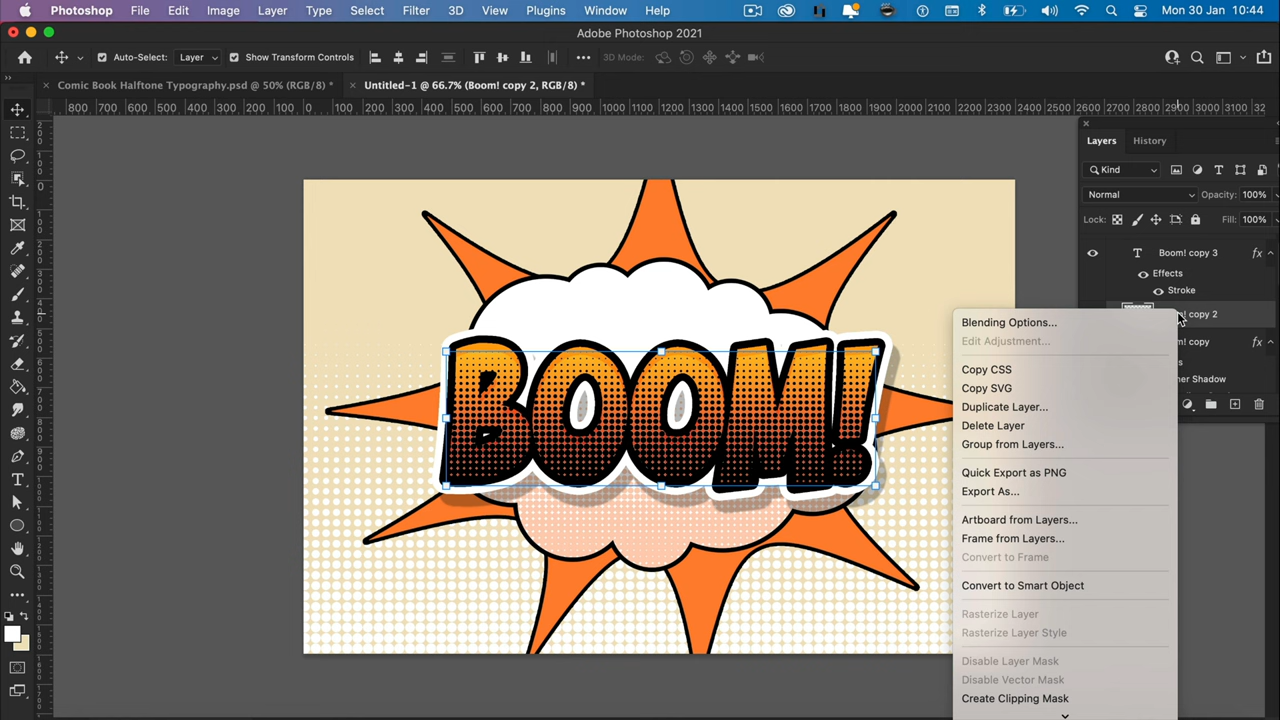 Photoshop File Edit Image Layer Type Select Filter 3D View Plugins Window Help Mon 30 Jan 10:44
Adobe Photoshop 2021
Auto-Select: Layer Show Transform Controls 3D Mode:
Comic Book Halftone Typography.psd @ 50% (RGB/8) * Untitled-1 @ 66.7% (Boom! copy 2, RGB/8) *
800 700 600 500 400 300 200 100 0 100 200 300 400 500 600 700 800 900 1000 1100 1200 1300 1400 1500 1600 1700 1800 1900 2000 2100 2200 2300 2400 2500 2600 2700 2800 2900 3000 3100 32
Layers History
Kind
Normal Opacity: 100%
Lock: Fill: 100%
Boom! copy 3 fx
Effects
Stroke
! copy 2
! copy fx
s
ner Shadow
BOOM!
Blending Options...
Edit Adjustment...
Copy CSS
Copy SVG
Duplicate Layer...
Delete Layer
Group from Layers...
Quick Export as PNG
Export As...
Artboard from Layers...
Frame from Layers...
Convert to Frame
Convert to Smart Object
Rasterize Layer
Rasterize Layer Style
Disable Layer Mask
Disable Vector Mask
Create Clipping Mask